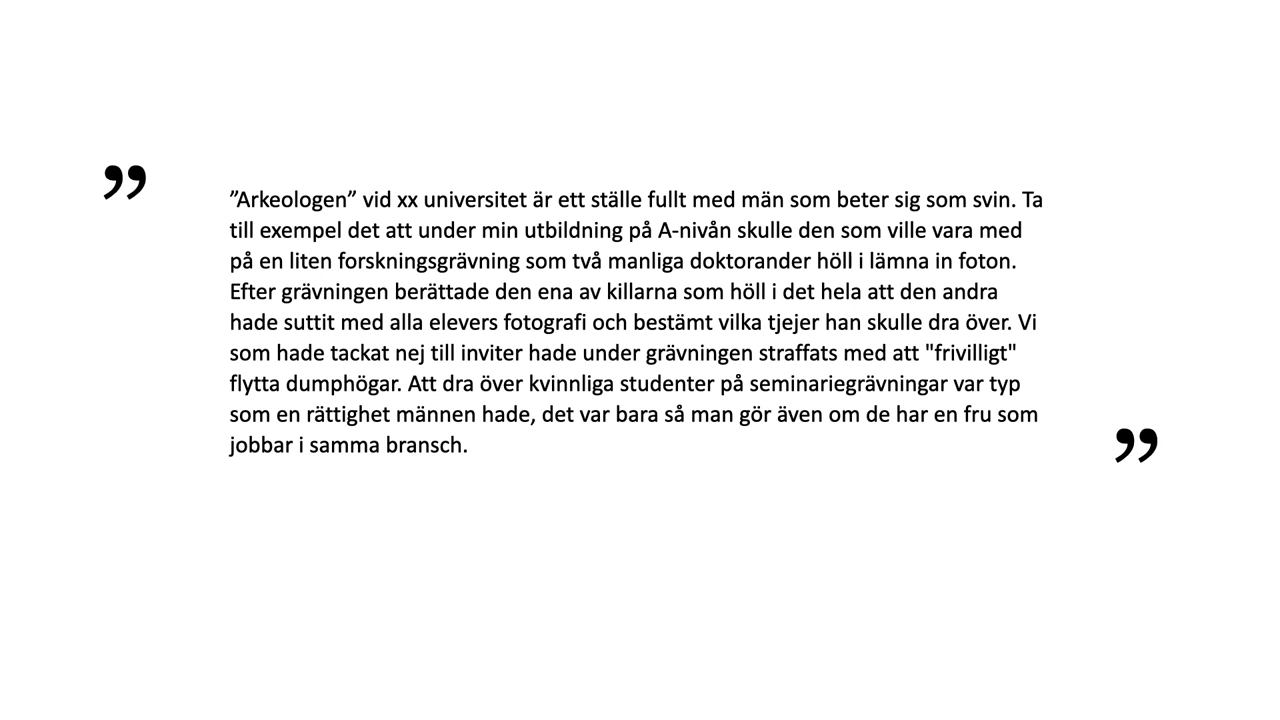 ”
”Arkeologen” vid xx universitet är ett ställe fullt med män som beter sig som svin. Ta
till exempel det att under min utbildning på A-nivån skulle den som ville vara med
på en liten forskningsgrävning som två manliga doktorander höll i lämna in foton.
Efter grävningen berättade den ena av killarna som höll i det hela att den andra
hade suttit med alla elevers fotografi och bestämt vilka tjejer han skulle dra över. Vi
som hade tackat nej till inviter hade under grävningen straffats med att "frivilligt"
flytta dumphögar. Att dra över kvinnliga studenter på seminariegrävningar var typ
som en rättighet männen hade, det var bara så man gör även om de har en fru som
jobbar i samma bransch.
”